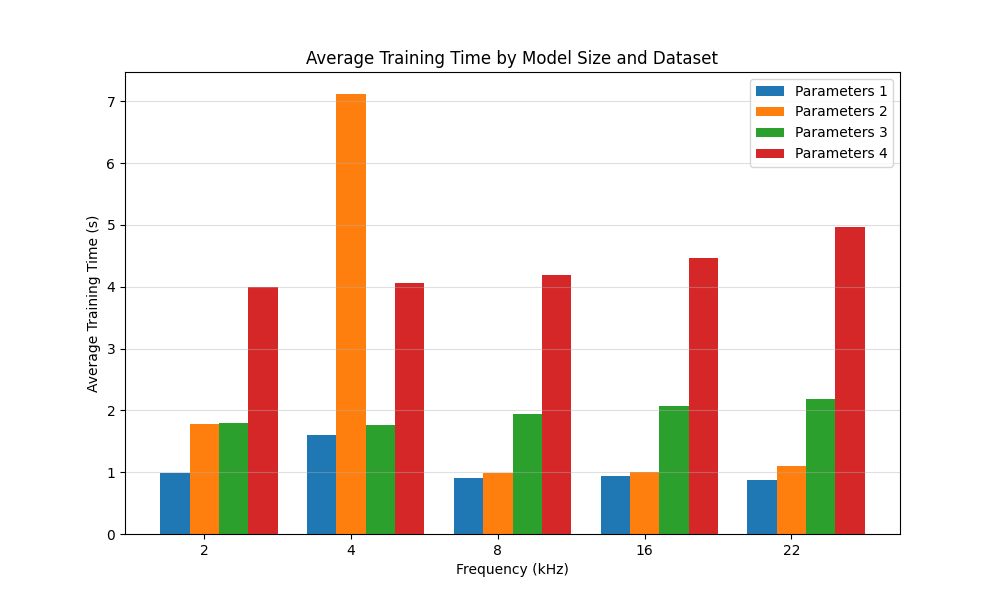 Average Training Time by Model Size and Dataset
Parameters 1
Parameters 2
Parameters 3
Parameters 4
Average Training Time (s)
7
6
5
4
3
2
1
0
2 4 8 16 22
Frequency (kHz)